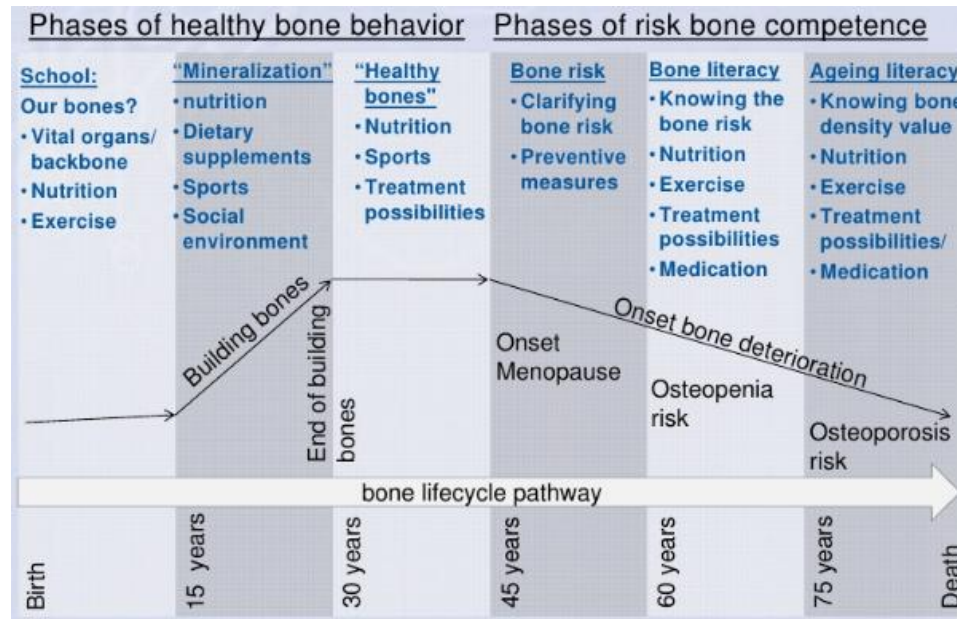 Phases of healthy bone behavior
Phases of risk bone competence
School:
Our bones?
• Vital organs/
backbone
• Nutrition
• Exercise
"Mineralization"
• nutrition
• Dietary
supplements
• Sports
• Social
environment
"Healthy
bones"
• Nutrition
• Sports
• Treatment
possibilities
Bone risk
• Clarifying
bone risk
• Preventive
measures
Bone literacy
• Knowing the
bone risk
• Nutrition
• Exercise
• Treatment
possibilities
• Medication
Ageing literacy
• Knowing bone
density value
• Nutrition
• Exercise
• Treatment
possibilities/
• Medication
Building bones
End of building
bones
Onset
Menopause
Onset bone deterioration
Osteopenia
risk
Osteoporosis
risk
bone lifecycle pathway
Birth
15 years
30 years
45 years
60 years
75 years
Death